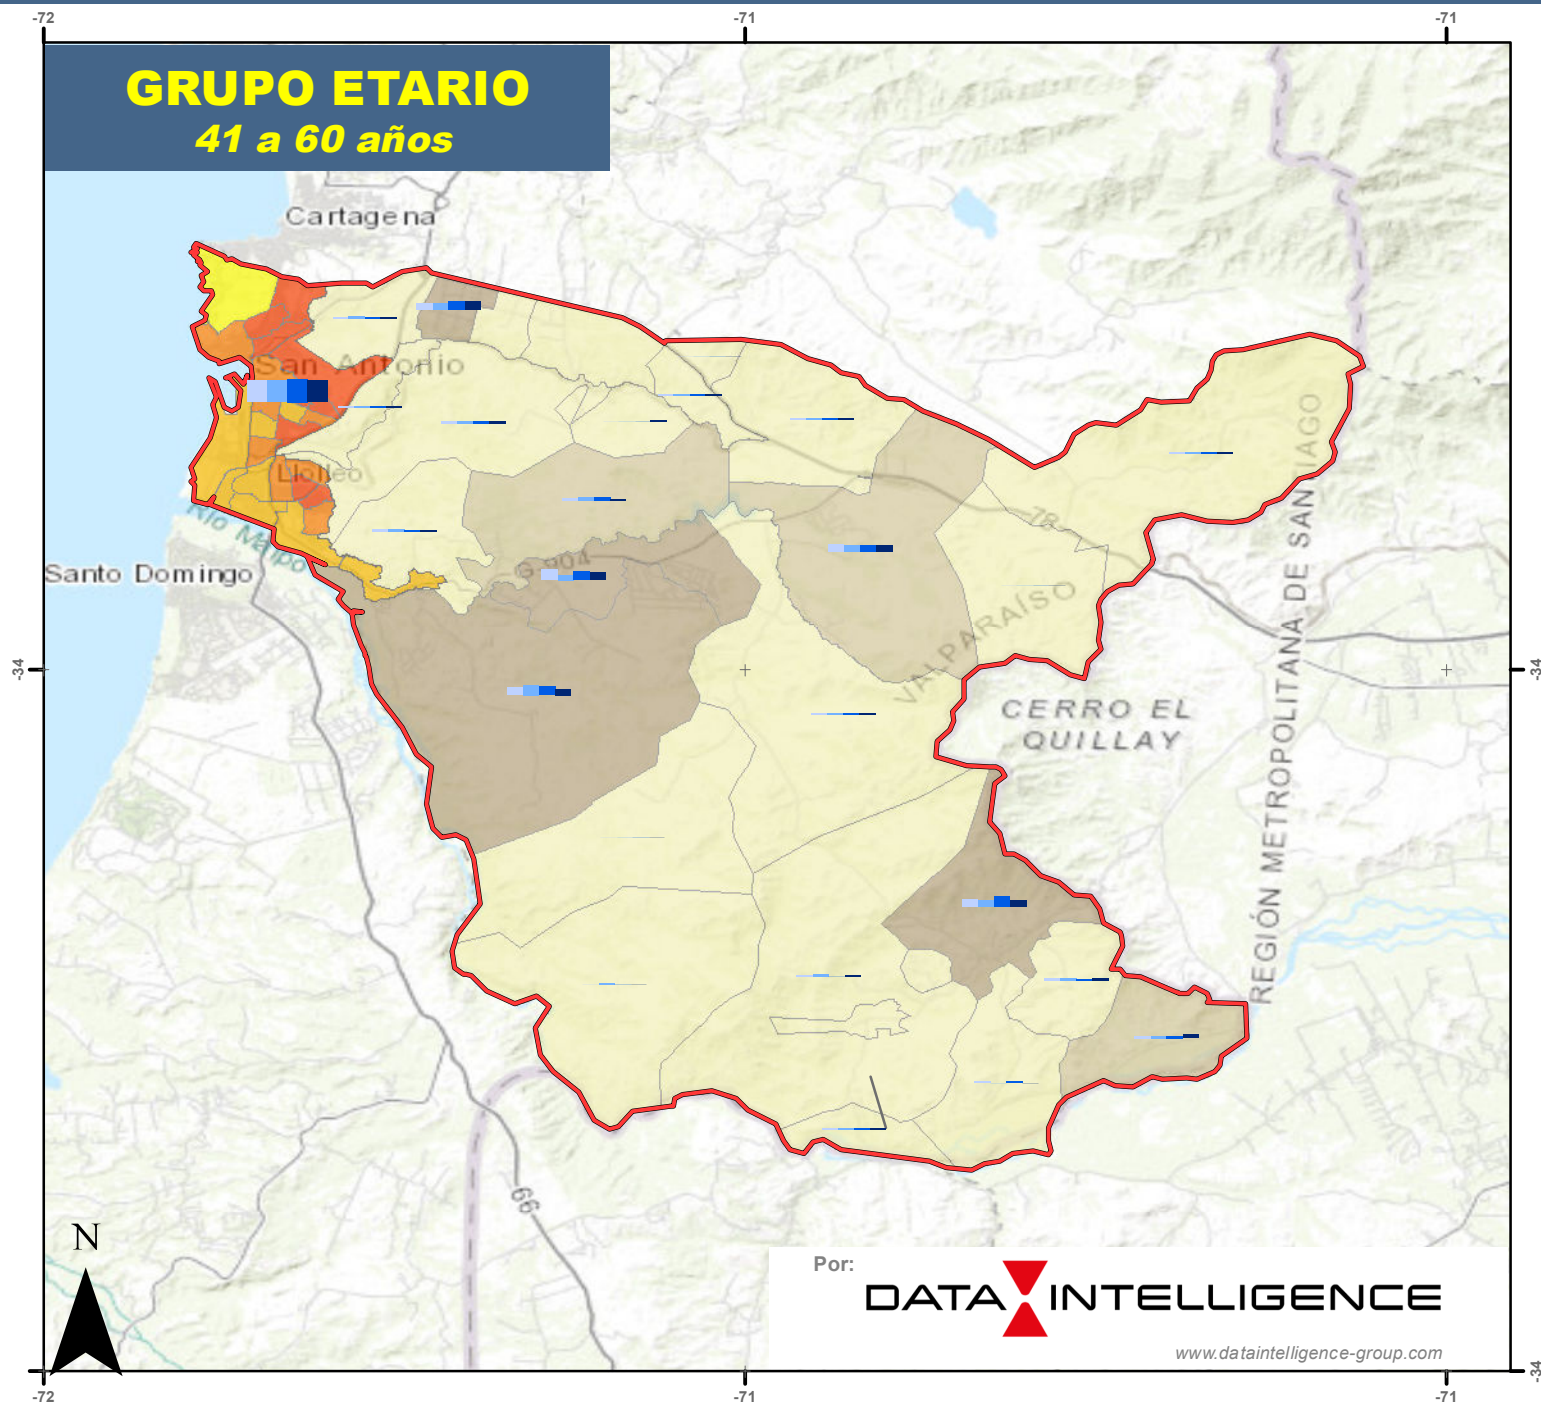 -72
-71
-71
GRUPO ETARIO
41 a 60 años
Cartagena
San Antonio
Llolleo
Río Maipo
Santo Domingo
G-904
78
VALPARAÍSO
REGIÓN METROPOLITANA DE SANTIAGO
-34
-34
CERRO EL
QUILLAY
66
N
Por:
DATA INTELLIGENCE
www.dataintelligence-group.com
-34
-72
-71
-71